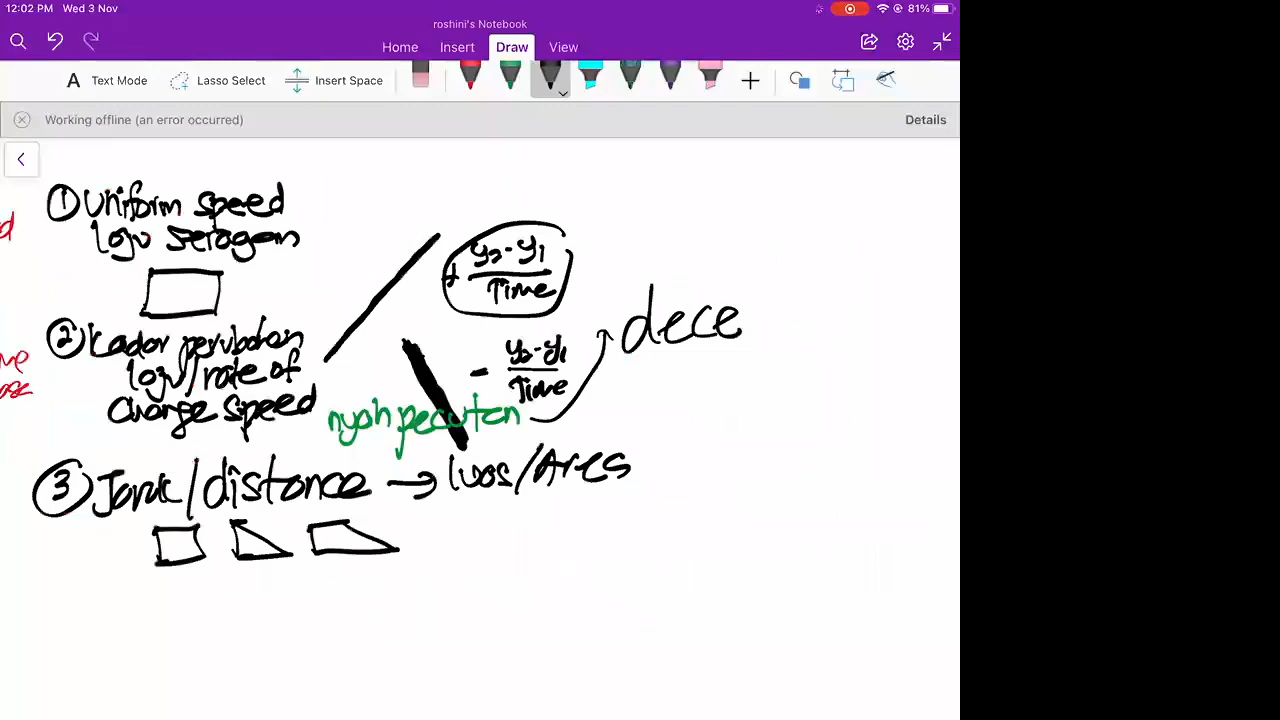 12:02 PM Wed 3 Nov 81%
roshini's Notebook
Home Insert Draw View
A Text Mode Lasso Select Insert Space
Working offline (an error occurred) Details
① Uniform speed
laju seragam
② Kadar perubahan
laju/rate of
change speed
+ y2-y1
Time
- y2-y1
Time
dece
nyah pecutan
③ Jarak/distance → luas/Area